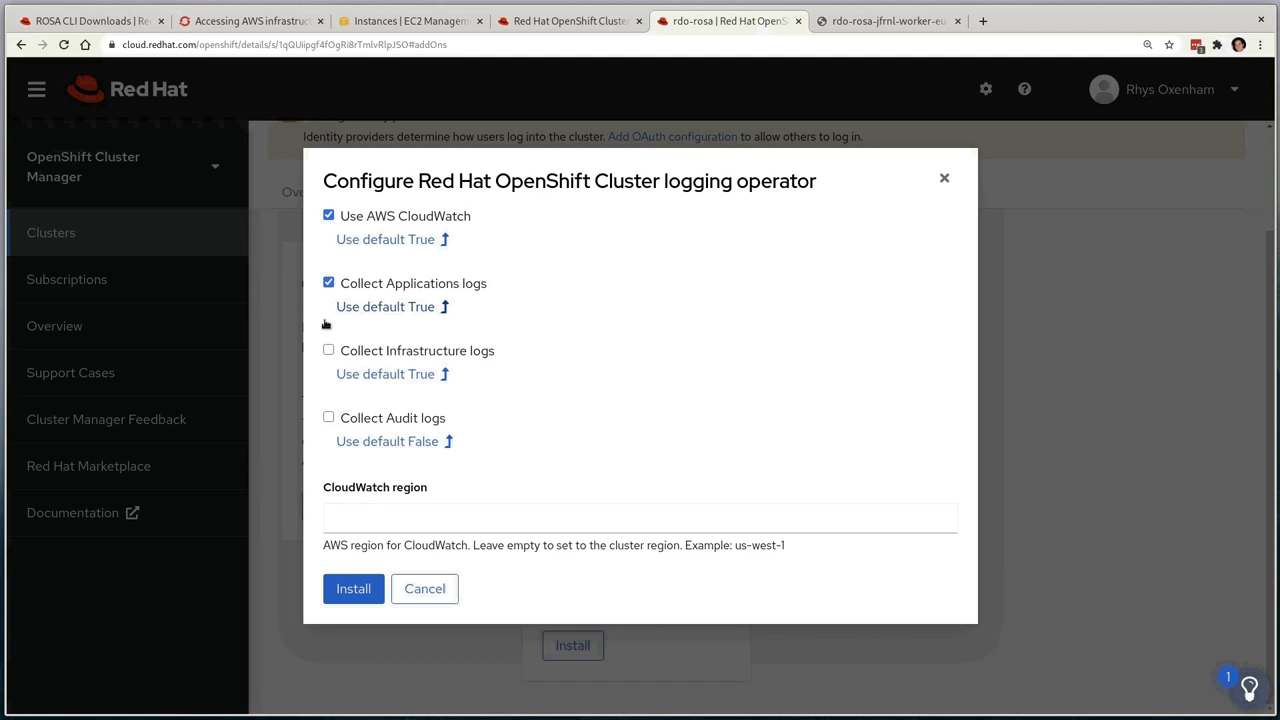 ROSA CLI Downloads | Rec
Accessing AWS infrastruc
Instances | EC2 Managem
Red Hat OpenShift Cluster
rdo-rosa | Red Hat OpenS
rdo-rosa-jfrnl-worker-eu
cloud.redhat.com/openshift/details/s/1qQUiipgf4fOgRi8rTmlvRlpJSO#addOns
Red Hat
Rhys Oxenham
Identity providers determine how users log into the cluster. Add OAuth configuration to allow others to log in.
OpenShift Cluster
Manager
Ov
Clusters
Subscriptions
Overview
Support Cases
Cluster Manager Feedback
Red Hat Marketplace
Documentation
Configure Red Hat OpenShift Cluster logging operator
Use AWS CloudWatch
Use default True
Collect Applications logs
Use default True
Collect Infrastructure logs
Use default True
Collect Audit logs
Use default False
CloudWatch region
AWS region for CloudWatch. Leave empty to set to the cluster region. Example: us-west-1
Install
Cancel
Install
1